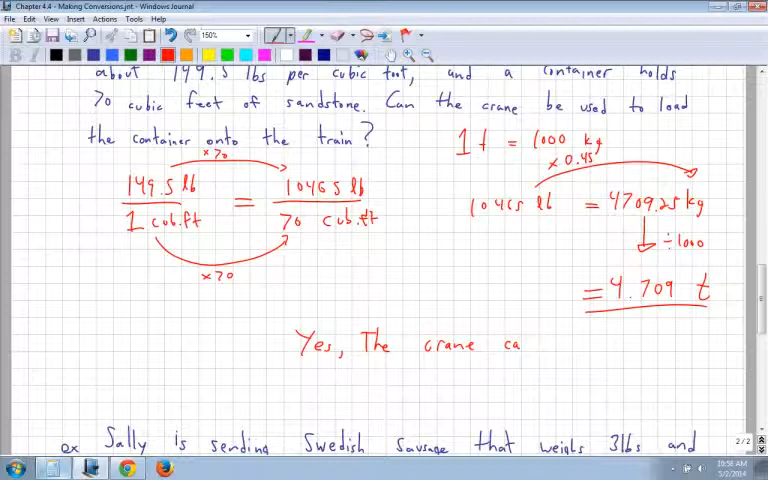 Chapter 4.4 - Making Conversions.jnt - Windows Journal
File Edit View Insert Actions Tools Help
150%
about 149.5 lbs per cubic foot, and a container holds
70 cubic feet of sandstone. Can the crane be used to load
the container onto the train?
1 t = 1000 kg
×70
× 0.45
149.5 lb = 10465 lb
1 cub.ft 70 cub.ft
10465 lb = 4709.25 kg
÷1000
×70
= 4.709 t
Yes, The crane ca
ex Sally is sending Swedish Sausage that weighs 3lbs and
2/2
10:58 AM
5/2/2014